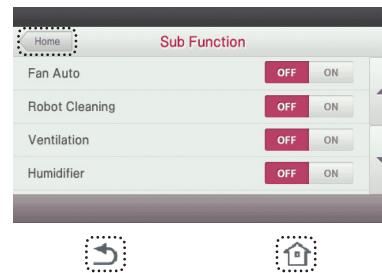 Home Sub Function
Fan Auto OFF ON
Robot Cleaning OFF ON
Ventilation OFF ON
Humidifier OFF ON